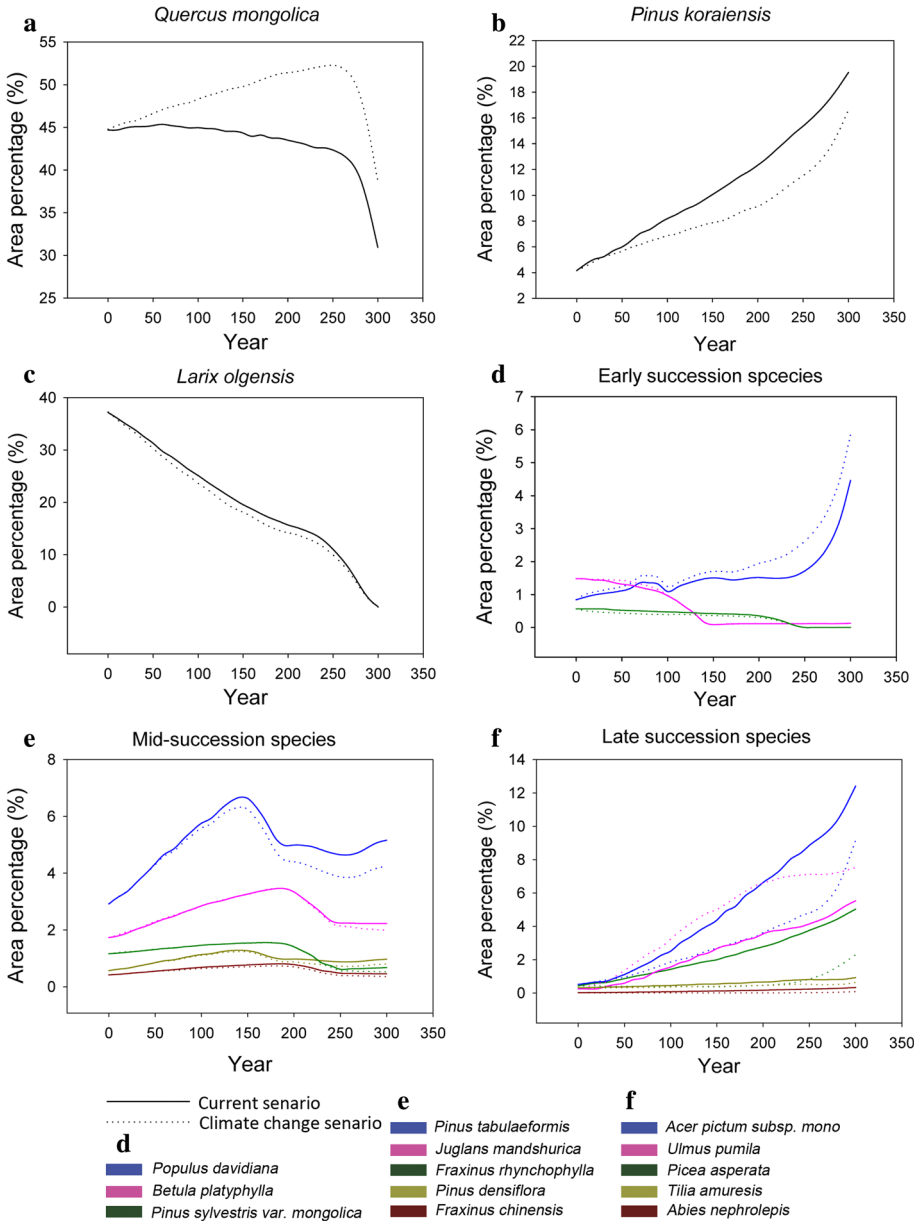 a
Quercus mongolica
55
50
45
40
35
30
25
Area percentage (%)
0 50 100 150 200 250 300 350
Year
b
Pinus koraiensis
22
20
18
16
14
12
10
8
6
4
2
Area percentage (%)
0 50 100 150 200 250 300 350
Year
c
Larix olgensis
40
30
20
10
0
Area percentage (%)
0 50 100 150 200 250 300 350
Year
d
Early succession spcecies
7
6
5
4
3
2
1
0
Area percentage (%)
0 50 100 150 200 250 300 350
Year
e
Mid-succession species
8
6
4
2
0
Area percentage (%)
0 50 100 150 200 250 300 350
Year
f
Late succession species
14
12
10
8
6
4
2
0
Area percentage (%)
0 50 100 150 200 250 300 350
Year
Current senario
Climate change senario
d
Populus davidiana
Betula platyphylla
Pinus sylvestris var. mongolica
e
Pinus tabulaeformis
Juglans mandshurica
Fraxinus rhynchophylla
Pinus densiflora
Fraxinus chinensis
f
Acer pictum subsp. mono
Ulmus pumila
Picea asperata
Tilia amuresis
Abies nephrolepis